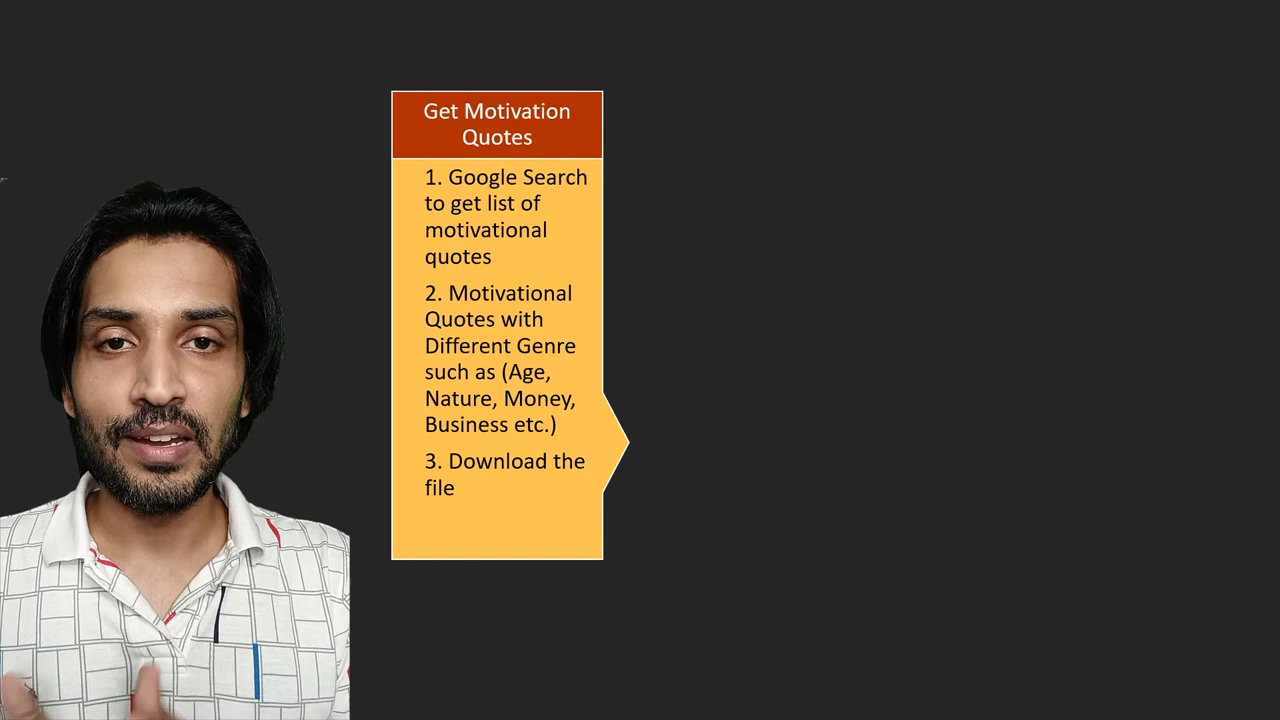 Get Motivation
Quotes
1. Google Search
to get list of
motivational
quotes
2. Motivational
Quotes with
Different Genre
such as (Age,
Nature, Money,
Business etc.)
3. Download the
file